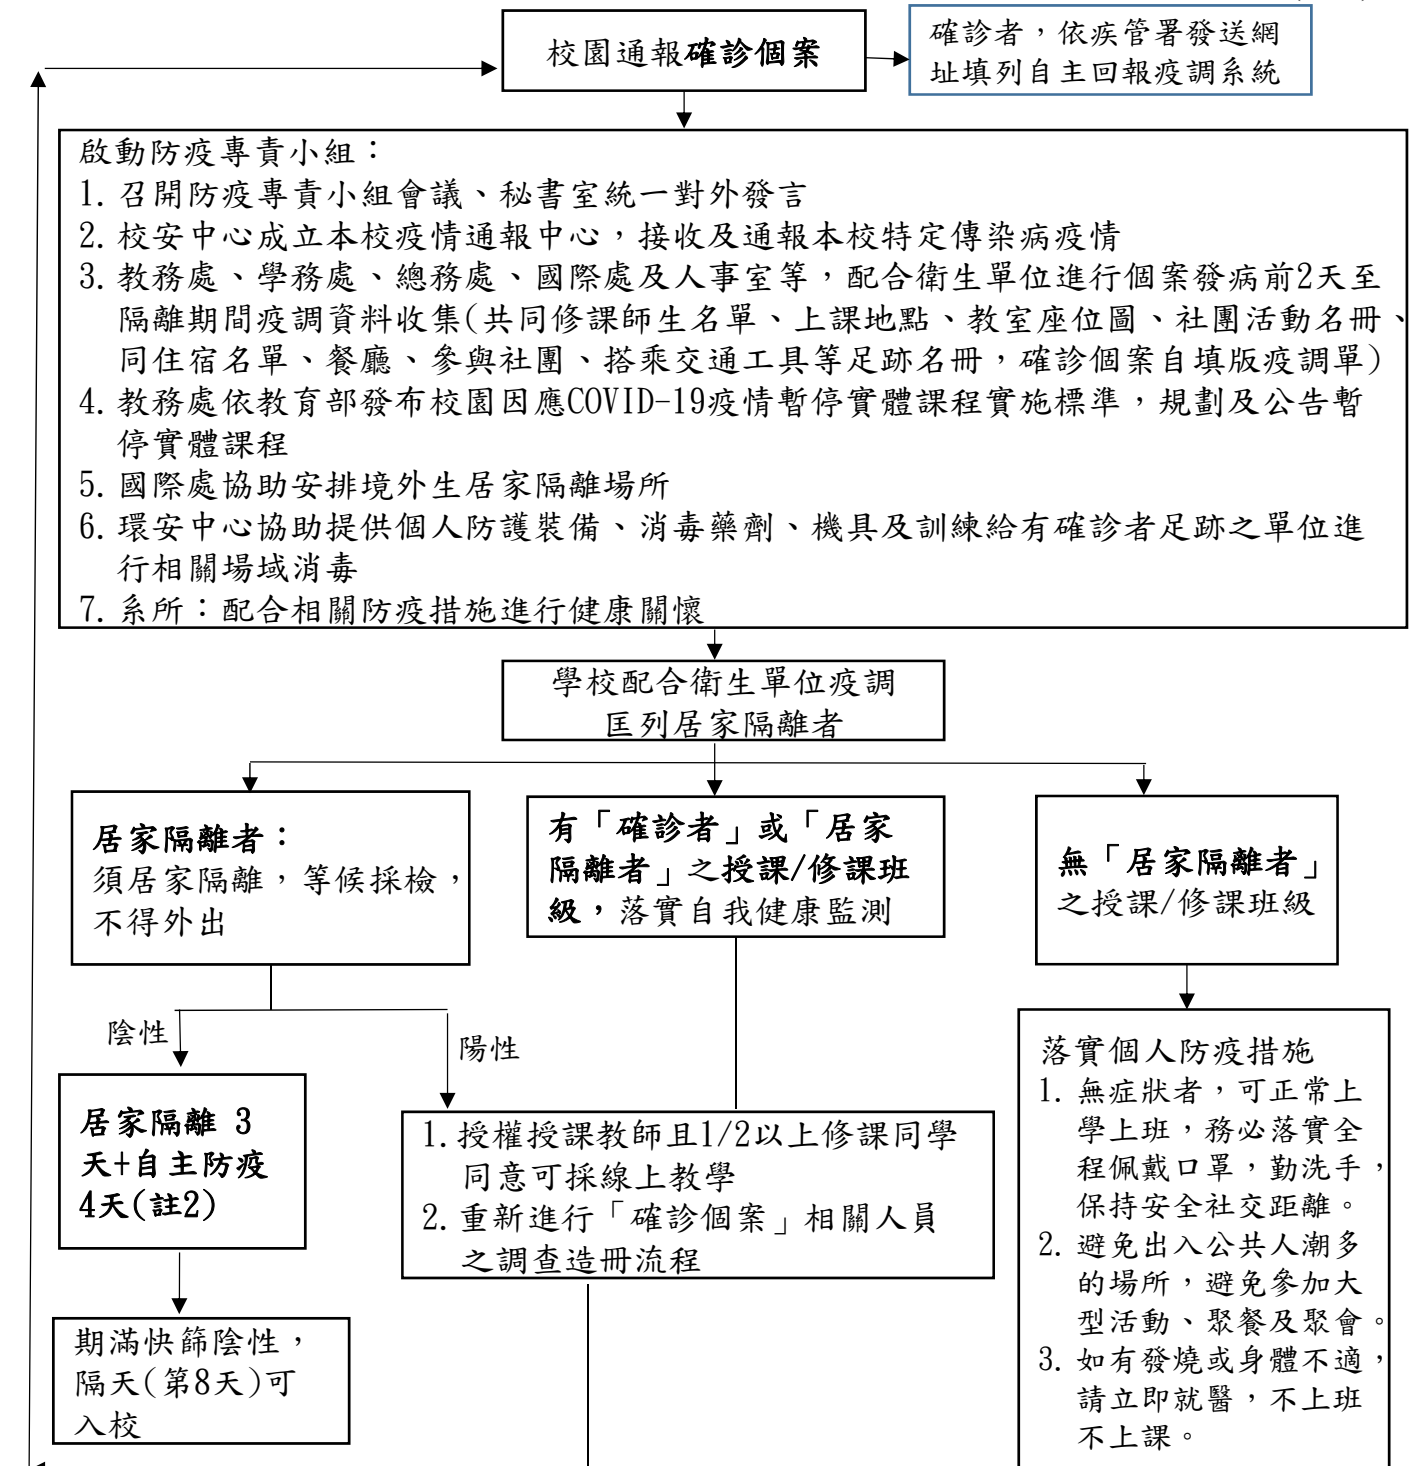 校園通報確診個案
確診者，依疾管署發送網
址填列自主回報疫調系統
啟動防疫專責小組：
1. 召開防疫專責小組會議、秘書室統一對外發言
2. 校安中心成立本校疫情通報中心，接收及通報本校特定傳染病疫情
3. 教務處、學務處、總務處、國際處及人事室等，配合衛生單位進行個案發病前2天至
隔離期間疫調資料收集(共同修課師生名單、上課地點、教室座位圖、社團活動名冊、
同住宿名單、餐廳、參與社團、搭乘交通工具等足跡名冊，確診個案自填版疫調單)
4. 教務處依教育部發布校園因應COVID-19疫情暫停實體課程實施標準，規劃及公告暫
停實體課程
5. 國際處協助安排境外生居家隔離場所
6. 環安中心協助提供個人防護裝備、消毒藥劑、機具及訓練給有確診者足跡之單位進
行相關場域消毒
7. 系所：配合相關防疫措施進行健康關懷
學校配合衛生單位疫調
匡列居家隔離者
居家隔離者：
須居家隔離，等候採檢，
不得外出
有「確診者」或「居家
隔離者」之授課/修課班
級，落實自我健康監測
無「居家隔離者」
之授課/修課班級
陰性
陽性
居家隔離 3
天+自主防疫
4天(註2)
1. 授權授課教師且1/2以上修課同學
同意可採線上教學
2. 重新進行「確診個案」相關人員
之調查造冊流程
落實個人防疫措施
1. 無症狀者，可正常上
學上班，務必落實全
程佩戴口罩，勤洗手，
保持安全社交距離。
2. 避免出入公共人潮多
的場所，避免參加大
型活動、聚餐及聚會。
3. 如有發燒或身體不適，
請立即就醫，不上班
不上課。
期滿快篩陰性，
隔天(第8天)可
入校